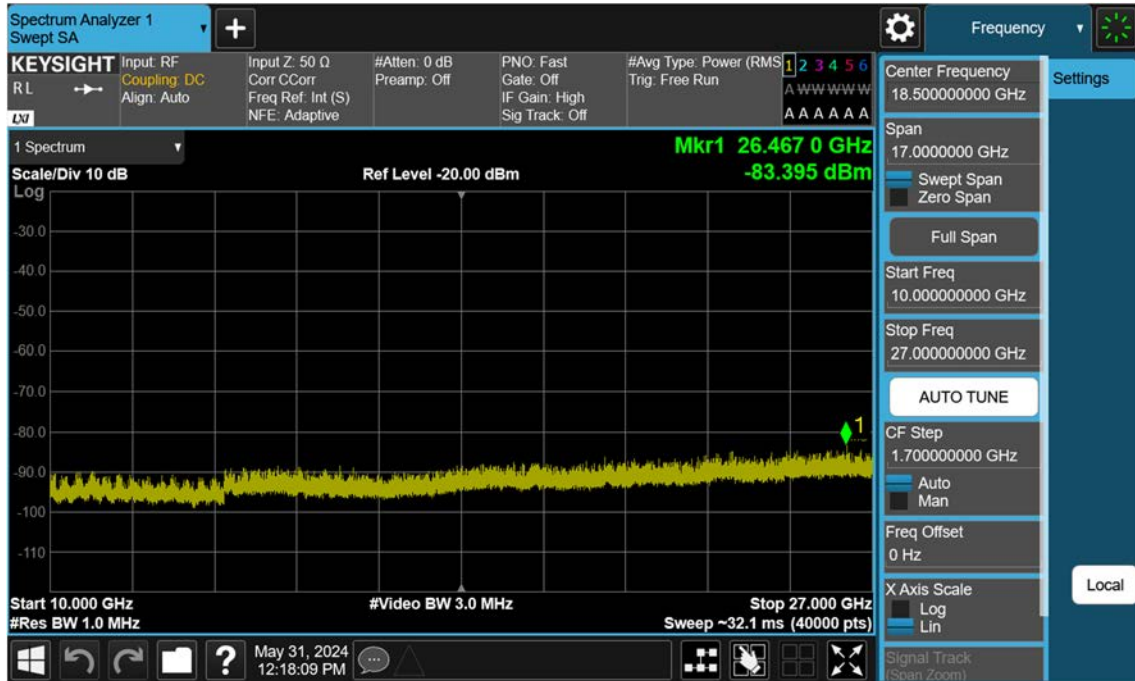 Spectrum Analyzer 1
Swept SA
Frequency
KEYSIGHT
RL
LXI
Input: RF
Coupling: DC
Align: Auto
Input Z: 50 Ω
Corr CCorr
Freq Ref: Int (S)
NFE: Adaptive
#Atten: 0 dB
Preamp: Off
PNO: Fast
Gate: Off
IF Gain: High
Sig Track: Off
#Avg Type: Power (RMS
Trig: Free Run
1 2 3 4 5 6
A W W W W W
A A A A A A
1 Spectrum
Scale/Div 10 dB
Log
Ref Level -20.00 dBm
Mkr1 26.467 0 GHz
-83.395 dBm
-30.0
-40.0
-50.0
-60.0
-70.0
-80.0
-90.0
-100
-110
1
Start 10.000 GHz
#Res BW 1.0 MHz
#Video BW 3.0 MHz
Stop 27.000 GHz
Sweep ~32.1 ms (40000 pts)
?
May 31, 2024
12:18:09 PM
Center Frequency
18.500000000 GHz
Span
17.0000000 GHz
Swept Span
Zero Span
Full Span
Start Freq
10.000000000 GHz
Stop Freq
27.000000000 GHz
AUTO TUNE
CF Step
1.700000000 GHz
Auto
Man
Freq Offset
0 Hz
X Axis Scale
Log
Lin
Signal Track
(Span Zoom)
Settings
Local